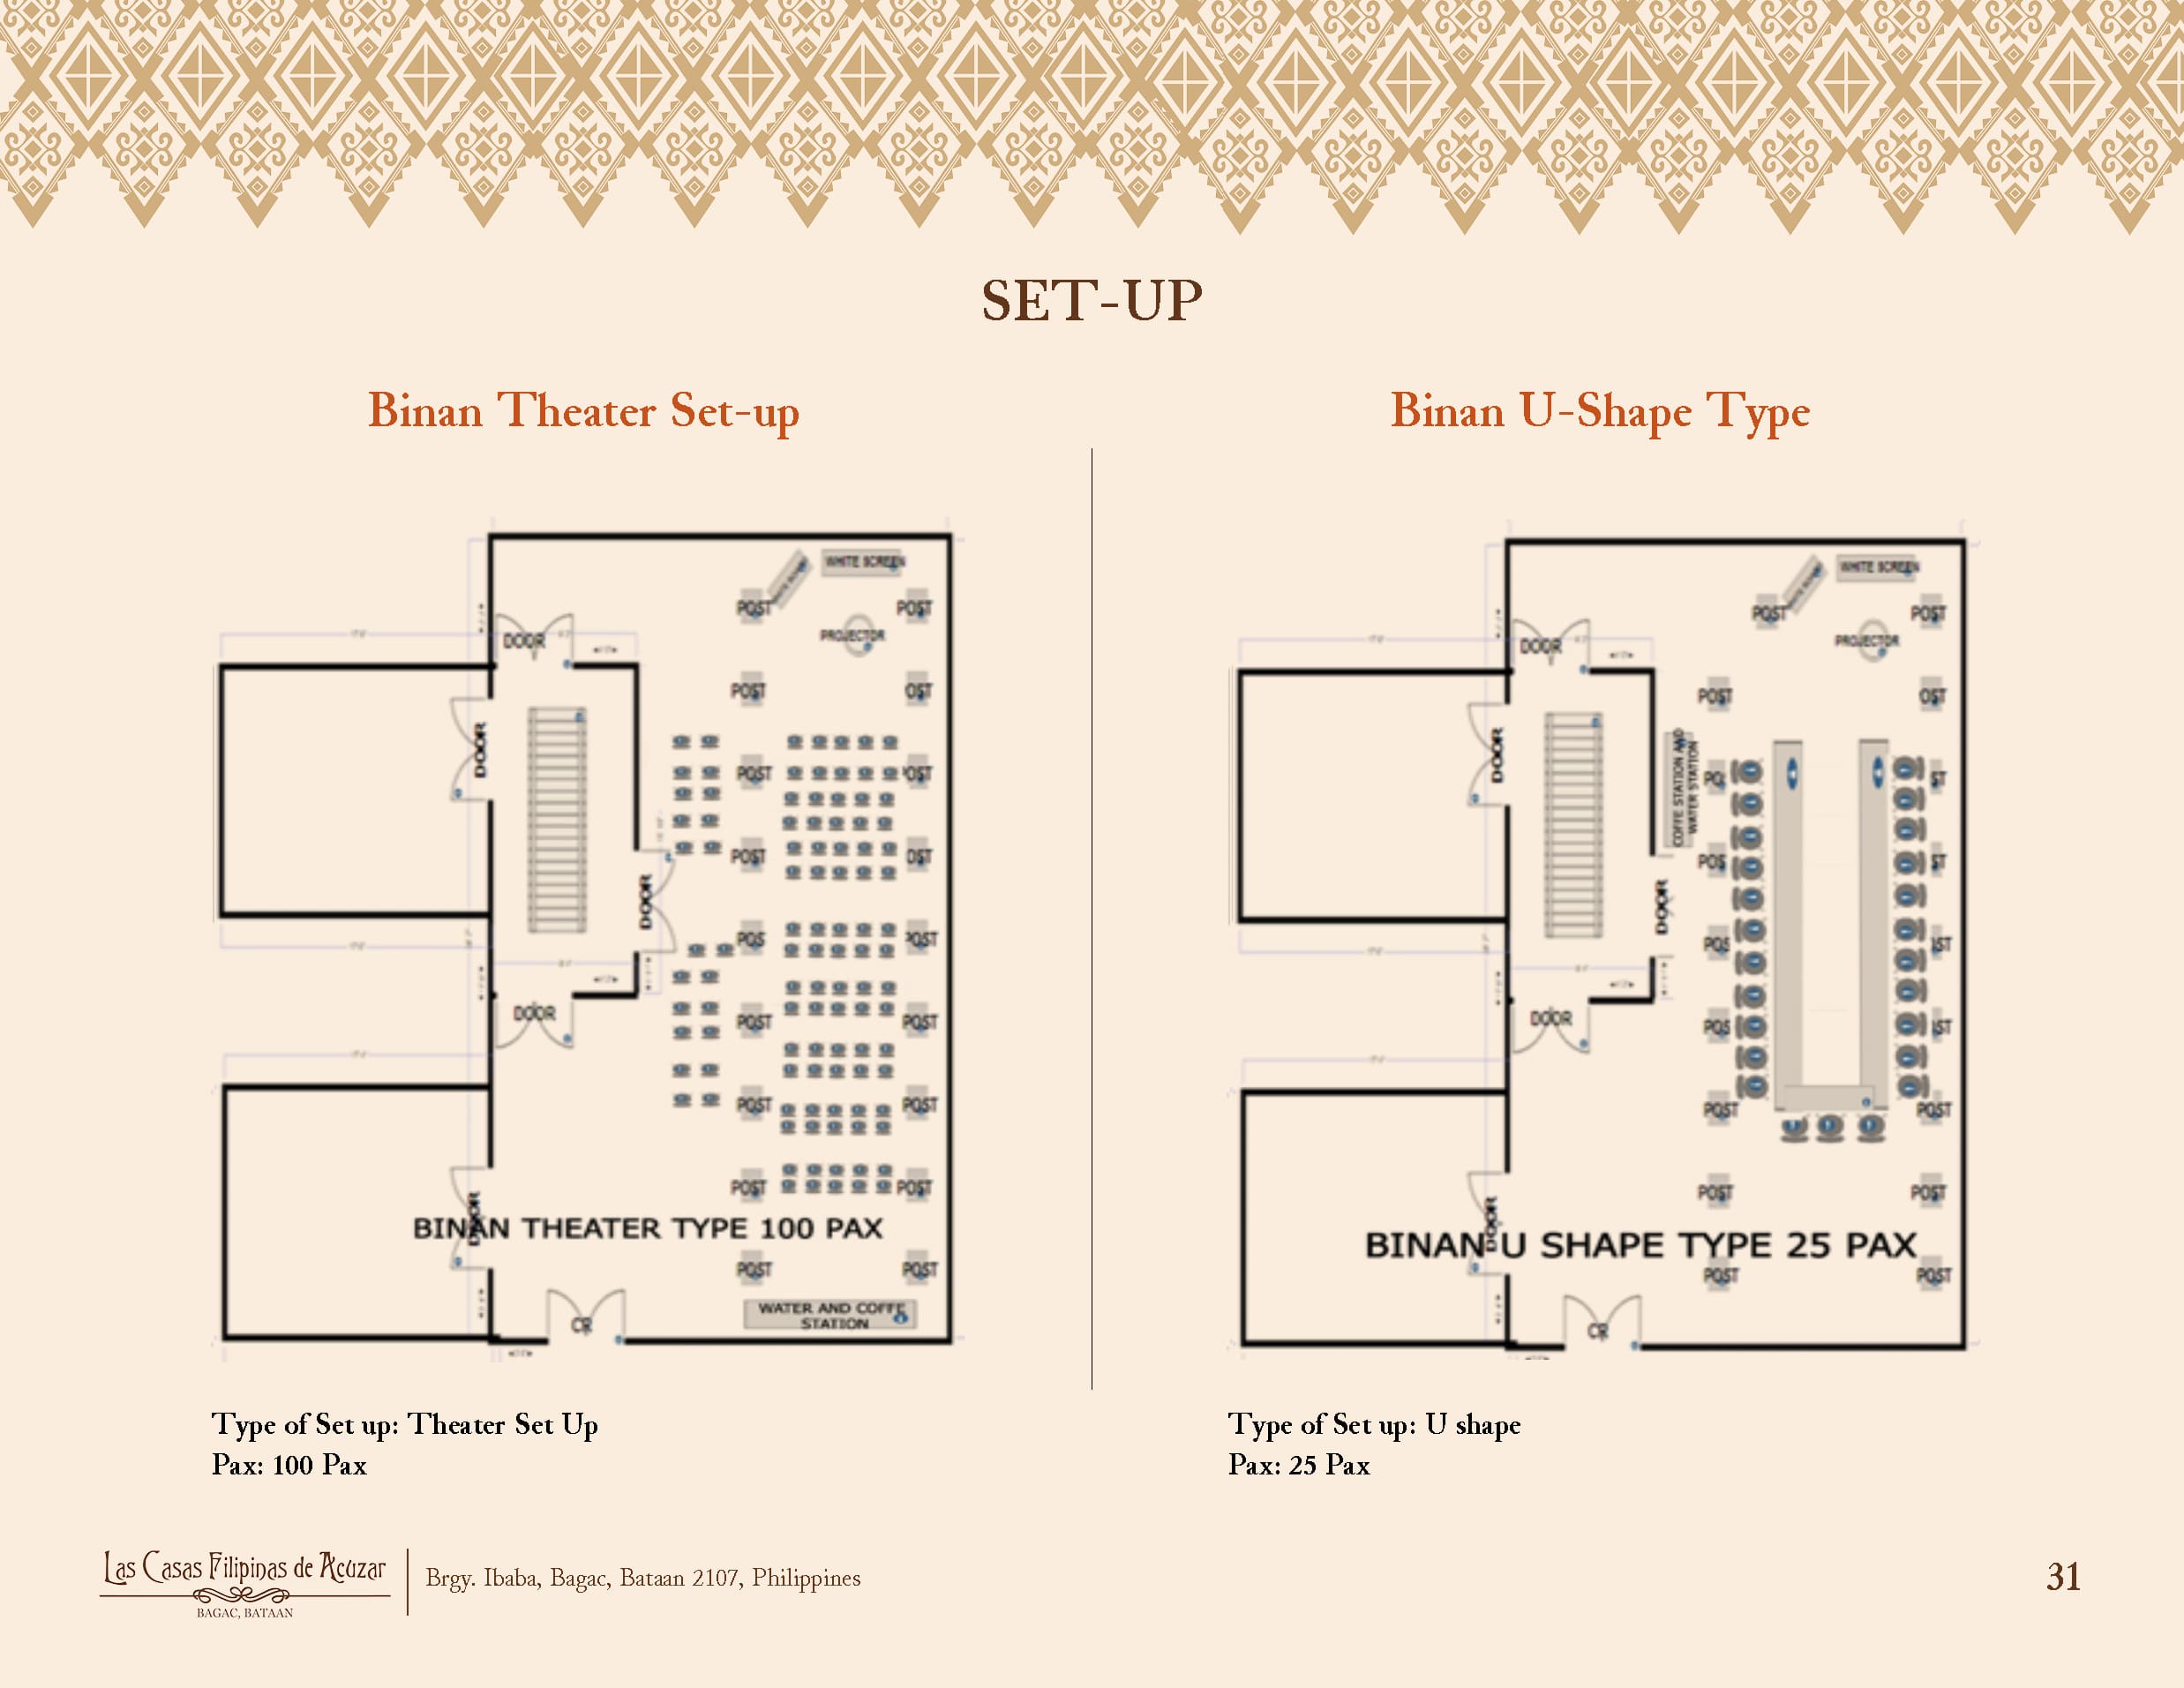 SET-UP
Binan Theater Set-up
WHITE SCREEN
POST
POST
DOOR
PROJECTOR
POST
OST
DOOR
POST
OST
POST
OST
DOOR
POS
POST
DOOR
POST
POST
POST
POST
POST
POST
DOOR
BINAN THEATER TYPE 100 PAX
POST
POST
WATER AND COFFE
STATION
CR
Type of Set up: Theater Set Up
Pax: 100 Pax
Binan U-Shape Type
WHITE SCREEN
POST
POST
DOOR
PROJECTOR
POST
OST
DOOR
COFFE STATION AND
WATER STATION
POS
ST
POS
ST
DOOR
POS
IST
DOOR
POS
IST
POST
POST
POST
POST
DOOR
BINAN U SHAPE TYPE 25 PAX
POST
POST
CR
Type of Set up: U shape
Pax: 25 Pax
Las Casas Filipinas de Acuzar
BAGAC, BATAAN
Brgy. Ibaba, Bagac, Bataan 2107, Philippines
31